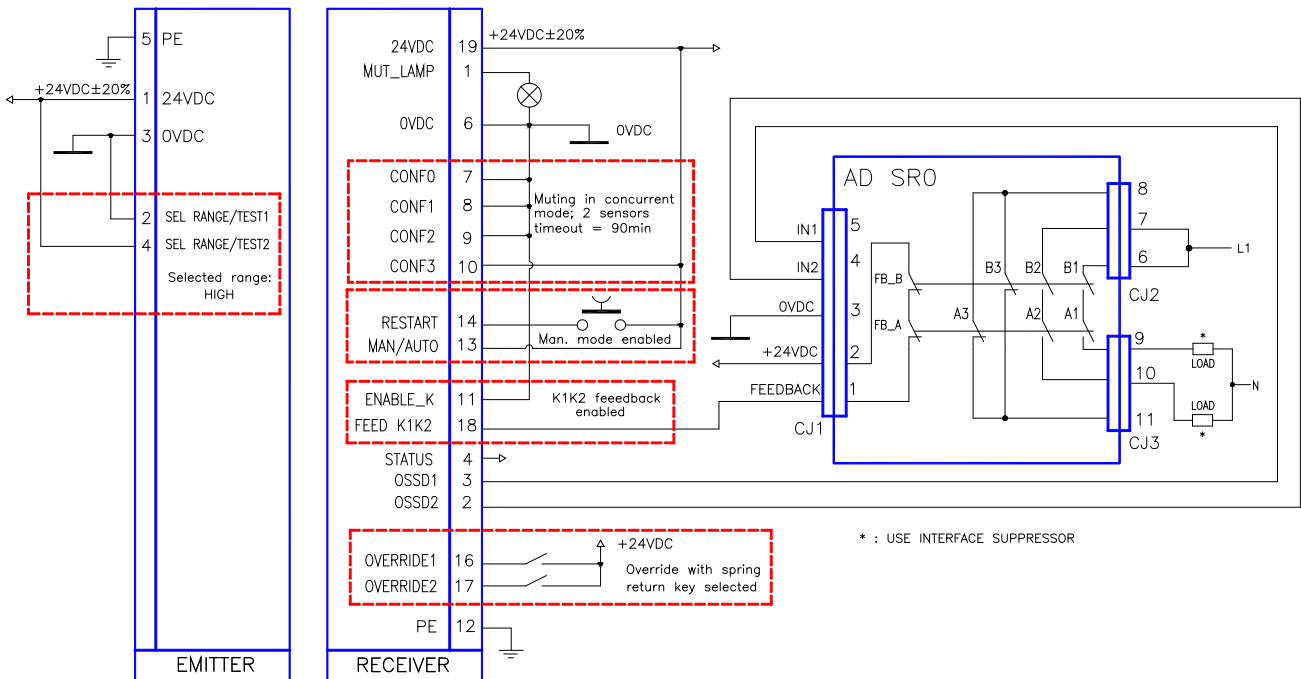 5 PE
+24VDC±20%
1 24VDC
3 0VDC
2 SEL RANGE/TEST1
4 SEL RANGE/TEST2
Selected range:
HIGH
EMITTER
24VDC 19 +24VDC±20%
MUT_LAMP 1
0VDC 6 0VDC
CONF0 7
CONF1 8
CONF2 9
CONF3 10
Muting in concurrent
mode; 2 sensors
timeout = 90min
RESTART 14
MAN/AUTO 13
Man. mode enabled
ENABLE_K 11
FEED K1K2 18
K1K2 feeedback
enabled
STATUS 4
OSSD1 3
OSSD2 2
OVERRIDE1 16
OVERRIDE2 17
+24VDC
Override with spring
return key selected
PE 12
RECEIVER
AD SR0
IN1 5
IN2 4
0VDC 3
+24VDC 2
FEEDBACK 1
CJ1
FB_B
FB_A
B3 B2 B1
A3 A2 A1
8
7
6
CJ2
L1
9
10
11
CJ3
*
LOAD
N
LOAD
*
* : USE INTERFACE SUPPRESSOR